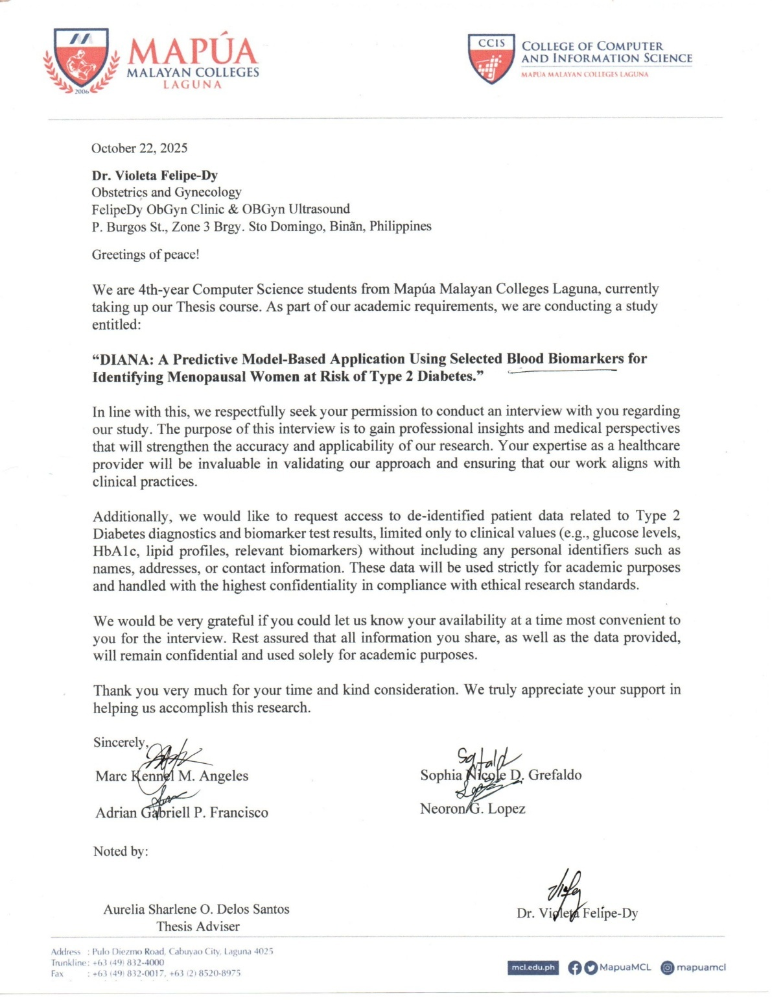 MAPÚA
MALAYAN COLLEGES
LAGUNA
2006
CCIS
COLLEGE OF COMPUTER
AND INFORMATION SCIENCE
MAPUA MALAYAN COLLEGES LAGUNA
October 22, 2025
Dr. Violeta Felipe-Dy
Obstetrics and Gynecology
FelipeDy ObGyn Clinic & OBGyn Ultrasound
P. Burgos St., Zone 3 Brgy. Sto Domingo, Binãn, Philippines
Greetings of peace!
We are 4th-year Computer Science students from Mapúa Malayan Colleges Laguna, currently
taking up our Thesis course. As part of our academic requirements, we are conducting a study
entitled:
“DIANA: A Predictive Model-Based Application Using Selected Blood Biomarkers for
Identifying Menopausal Women at Risk of Type 2 Diabetes.”
In line with this, we respectfully seek your permission to conduct an interview with you regarding
our study. The purpose of this interview is to gain professional insights and medical perspectives
that will strengthen the accuracy and applicability of our research. Your expertise as a healthcare
provider will be invaluable in validating our approach and ensuring that our work aligns with
clinical practices.
Additionally, we would like to request access to de-identified patient data related to Type 2
Diabetes diagnostics and biomarker test results, limited only to clinical values (e.g., glucose levels,
HbA1c, lipid profiles, relevant biomarkers) without including any personal identifiers such as
names, addresses, or contact information. These data will be used strictly for academic purposes
and handled with the highest confidentiality in compliance with ethical research standards.
We would be very grateful if you could let us know your availability at a time most convenient to
you for the interview. Rest assured that all information you share, as well as the data provided,
will remain confidential and used solely for academic purposes.
Thank you very much for your time and kind consideration. We truly appreciate your support in
helping us accomplish this research.
Sincerely,
Marc Kennel M. Angeles
Sophia Nicole D. Grefaldo
Adrian Gabriell P. Francisco
Neoron G. Lopez
Noted by:
Aurelia Sharlene O. Delos Santos
Thesis Adviser
Dr. Violeta Felipe-Dy
Address : Pulo Diezmo Road, Cabuyao City, Laguna 4025
Trunkline: +63 (49) 832-4000
Fax : +63 (49) 832-0017, +63 (2) 8520-8975
mcl.edu.ph MapuaMCL mapuamcl